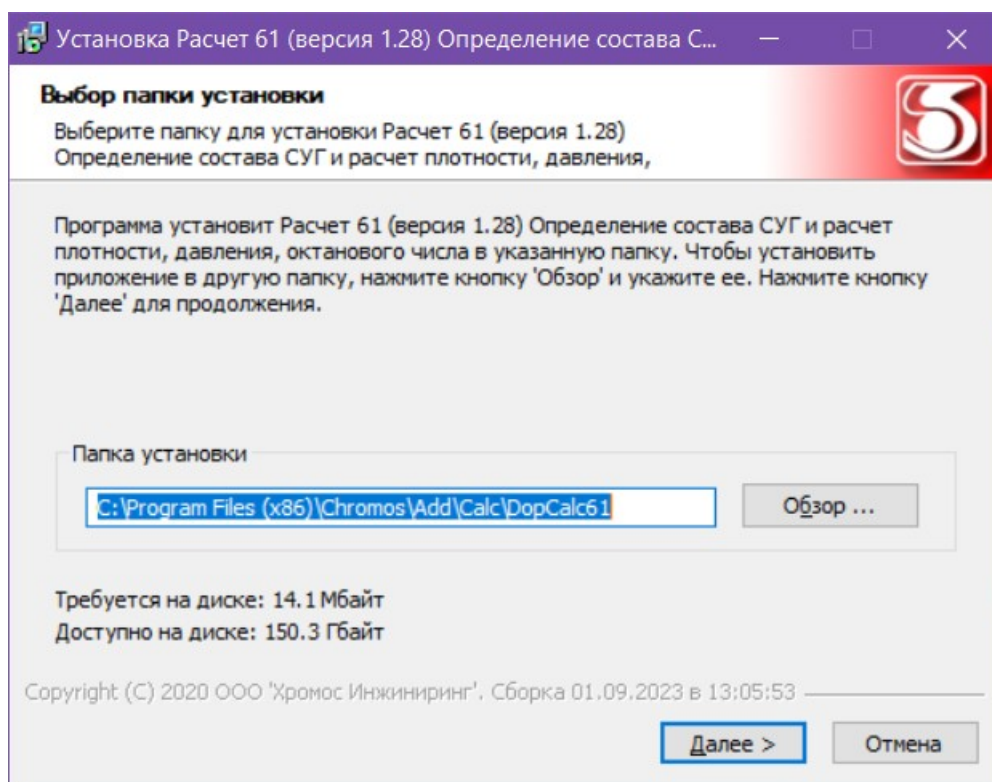 Установка Расчет 61 (версия 1.28) Определение состава С...
Выбор папки установки
Выберите папку для установки Расчет 61 (версия 1.28)
Определение состава СУГ и расчет плотности, давления,
Программа установит Расчет 61 (версия 1.28) Определение состава СУГ и расчет
плотности, давления, октанового числа в указанную папку. Чтобы установить
приложение в другую папку, нажмите кнопку 'Обзор' и укажите ее. Нажмите кнопку
'Далее' для продолжения.
Папка установки
C:\Program Files (x86)\Chromos\Add\Calc\DopCalc61
Обзор ...
Требуется на диске: 14.1 Мбайт
Доступно на диске: 150.3 Гбайт
Copyright (C) 2020 ООО 'Хромос Инжиниринг'. Сборка 01.09.2023 в 13:05:53
Далее >
Отмена